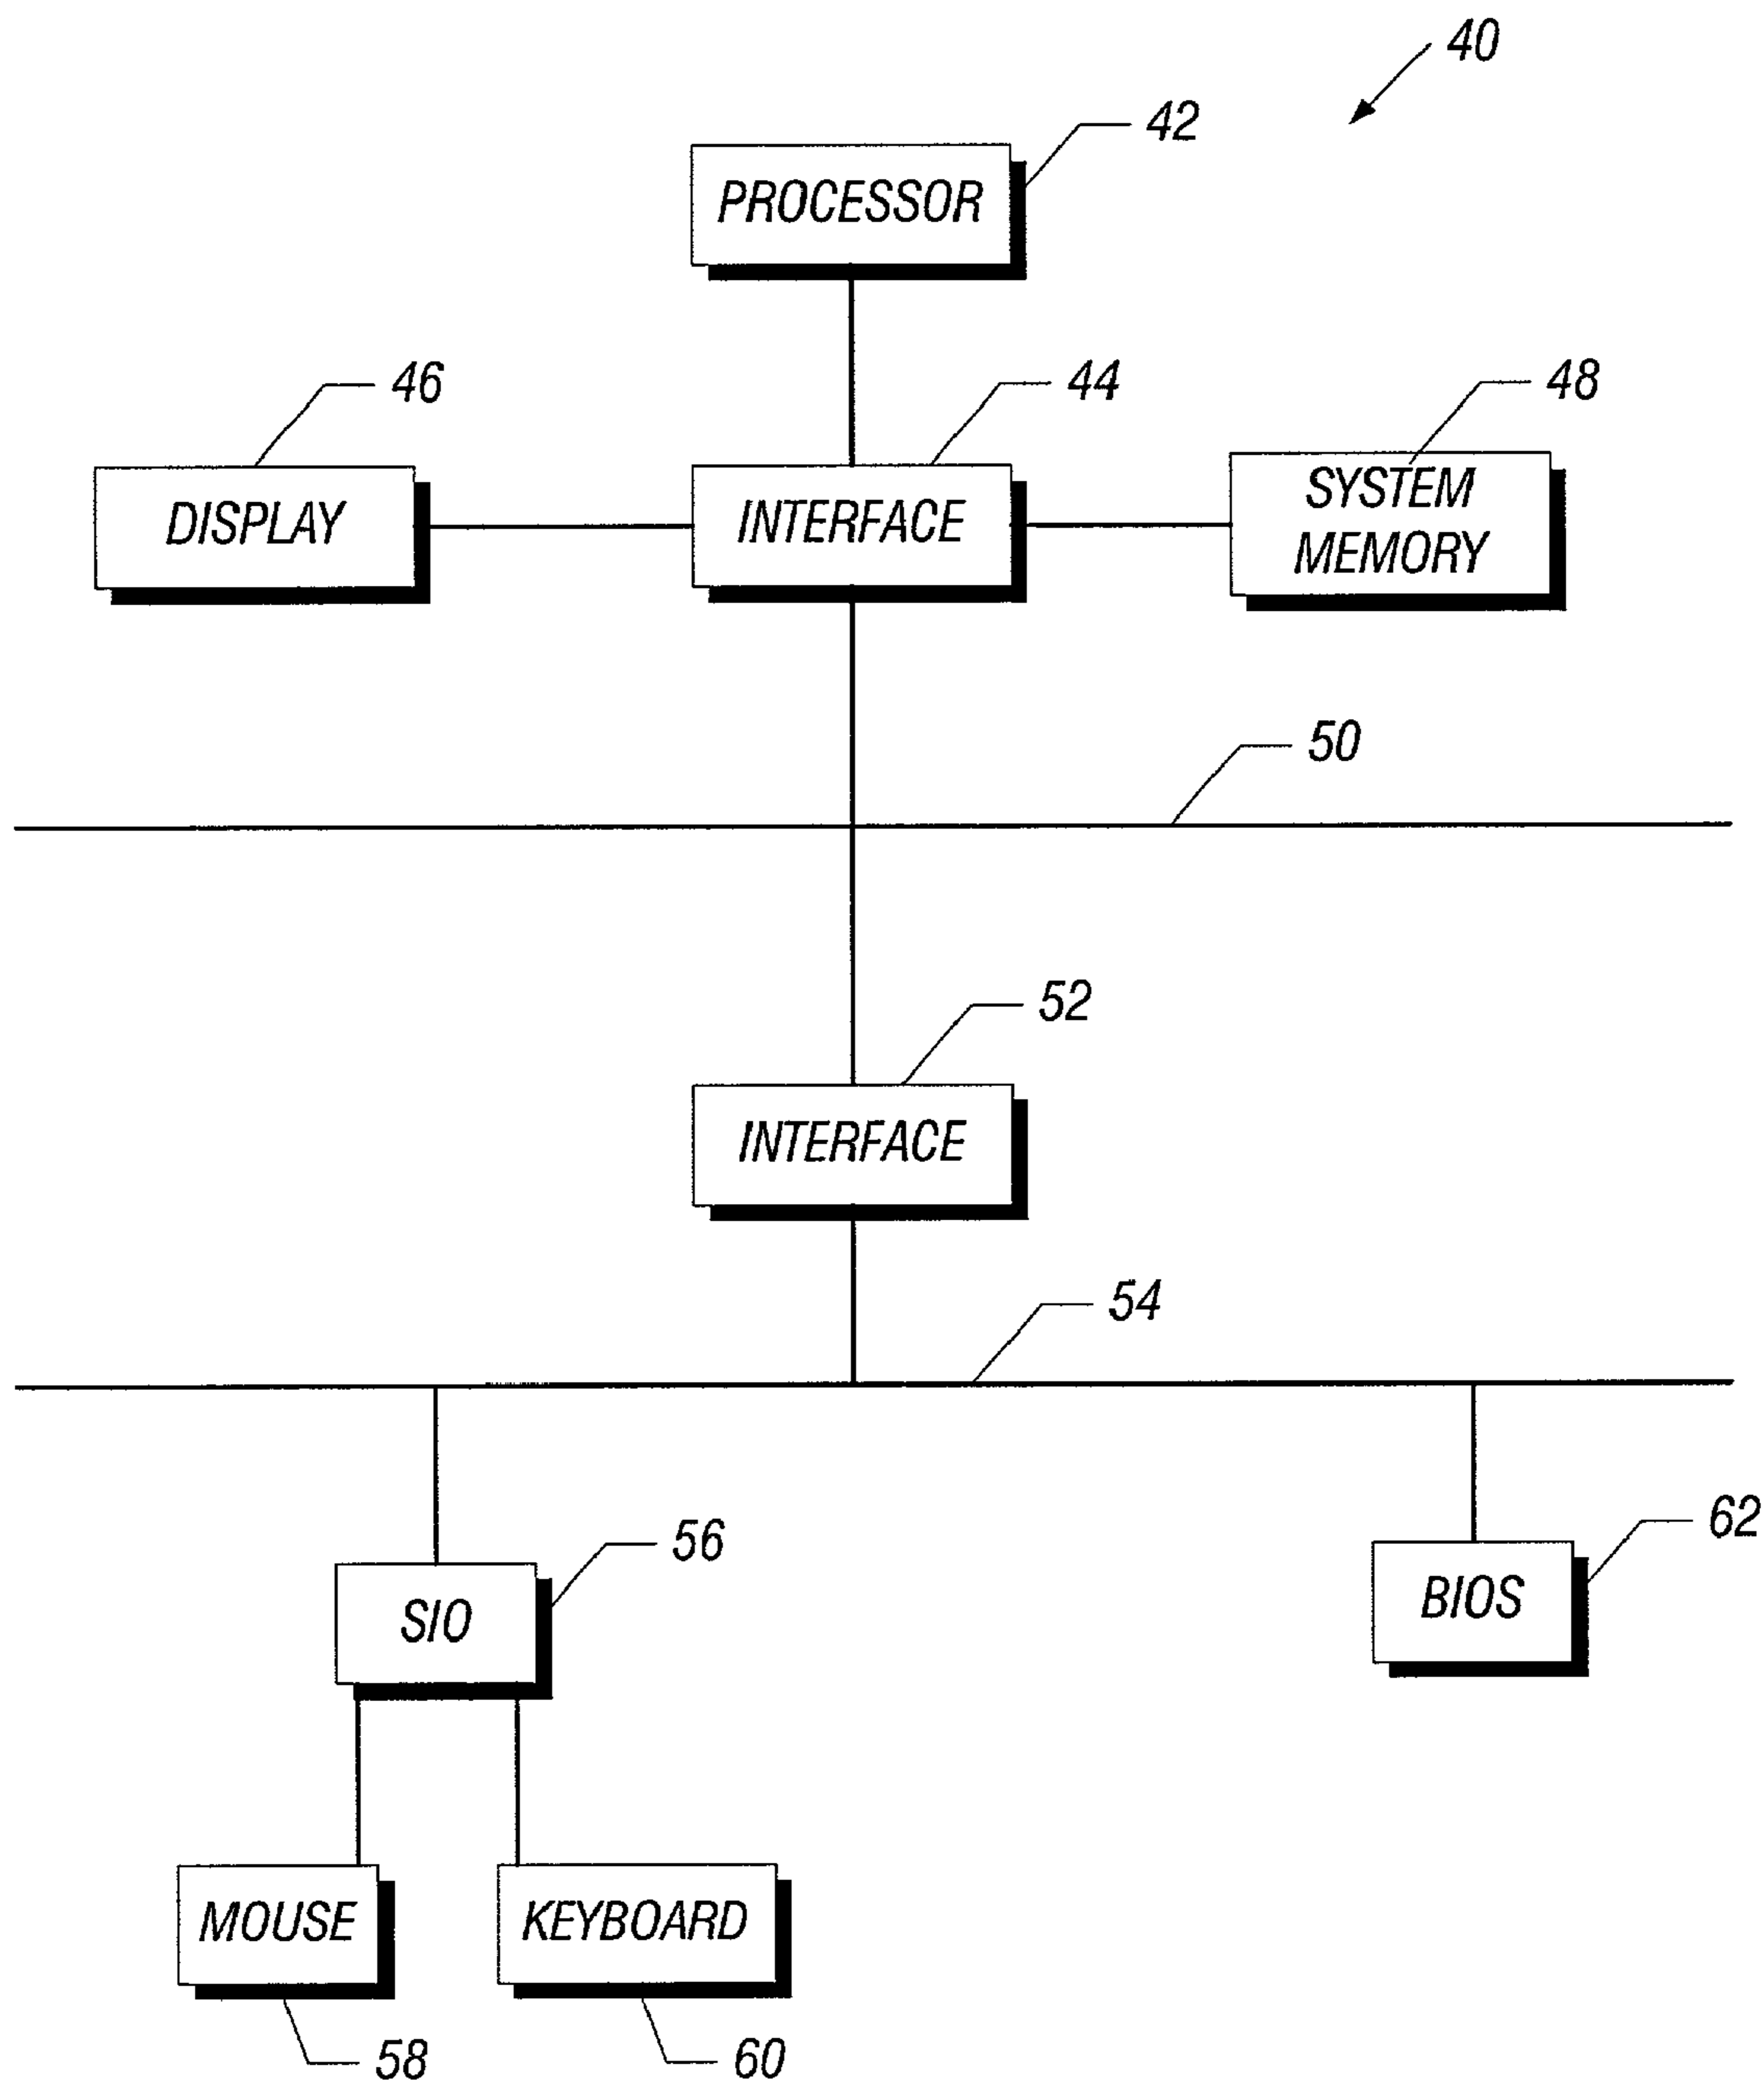 40
42
PROCESSOR
46
44
48
DISPLAY
INTERFACE
SYSTEM
MEMORY
50
52
INTERFACE
54
56
62
SIO
BIOS
MOUSE
KEYBOARD
58
60